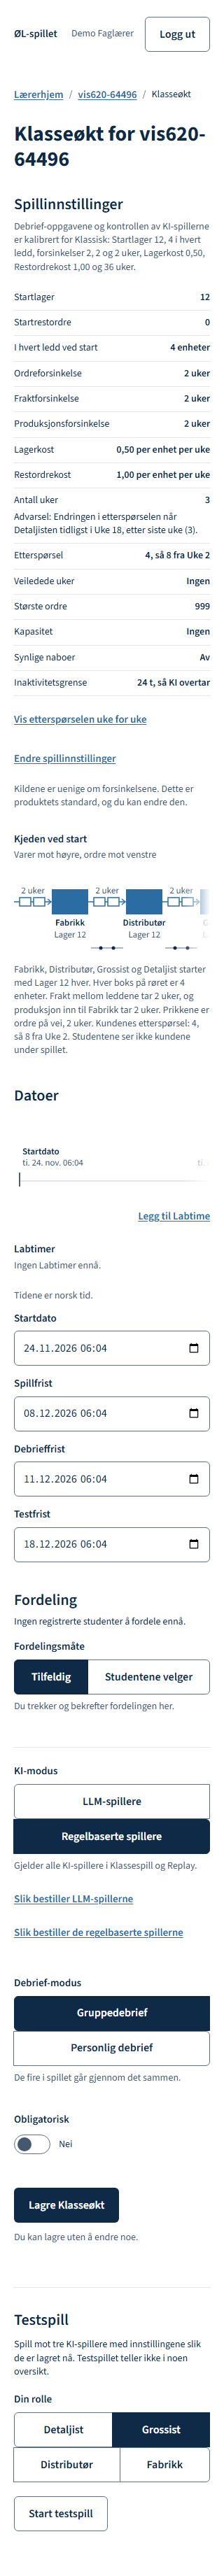 ØL-spillet
Demo Faglærer
Logg ut
Lærerhjem / vis620-64496 / Klasseøkt
Klasseøkt for vis620-
64496
Spillinnstillinger
Debrief-oppgavene og kontrollen av KI-spillerne
er kalibrert for Klassisk: Startlager 12, 4 i hvert
ledd, forsinkelser 2, 2 og 2 uker, Lagerkost 0,50,
Restordrekost 1,00 og 36 uker.
Startlager 12
Startrestordre 0
I hvert ledd ved start 4 enheter
Ordreforsinkelse 2 uker
Fraktforsinkelse 2 uker
Produksjonsforsinkelse 2 uker
Lagerkost 0,50 per enhet per uke
Restordrekost 1,00 per enhet per uke
Antall uker 3
Advarsel: Endringen i etterspørselen når
Detaljisten tidligst i Uke 18, etter siste uke (3).
Etterspørsel 4, så 8 fra Uke 2
Veiledede uker Ingen
Største ordre 999
Kapasitet Ingen
Synlige naboer Av
Inaktivitetsgrense 24 t, så KI overtar
Vis etterspørselen uke for uke
Endre spillinnstillinger
Kildene er uenige om forsinkelsene. Dette er
produktets standard, og du kan endre den.
Kjeden ved start
Varer mot høyre, ordre mot venstre
2 uker 2 uker 2 uker
Fabrikk Distributør
Lager 12 Lager 12
Fabrikk, Distributør, Grossist og Detaljist starter
med Lager 12 hver. Hver boks på røret er 4
enheter. Frakt mellom leddene tar 2 uker, og
produksjon inn til Fabrikk tar 2 uker. Prikkene er
ordre på vei, 2 uker. Kundenes etterspørsel: 4,
så 8 fra Uke 2. Studentene ser ikke kundene
under spillet.
Datoer
Startdato
ti. 24. nov. 06:04
Legg til Labtime
Labtimer
Ingen Labtimer ennå.
Tidene er norsk tid.
Startdato
24.11.2026 06:04
Spillfrist
08.12.2026 06:04
Debrieffrist
11.12.2026 06:04
Testfrist
18.12.2026 06:04
Fordeling
Ingen registrerte studenter å fordele ennå.
Fordelingsmåte
Tilfeldig
Studentene velger
Du trekker og bekrefter fordelingen her.
KI-modus
LLM-spillere
Regelbaserte spillere
Gjelder alle KI-spillere i Klassespill og Replay.
Slik bestiller LLM-spillerne
Slik bestiller de regelbaserte spillerne
Debrief-modus
Gruppedebrief
Personlig debrief
De fire i spillet går gjennom det sammen.
Obligatorisk
Nei
Lagre Klasseøkt
Du kan lagre uten å endre noe.
Testspill
Spill mot tre KI-spillere med innstillingene slik
de er lagret nå. Testspillet teller ikke i noen
oversikt.
Din rolle
Detaljist
Grossist
Distributør
Fabrikk
Start testspill